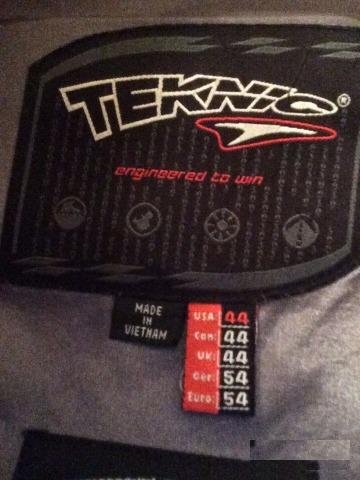 TEKNIC®
engineered to win
MADE
IN
VIETNAM
USA: 44
Can: 44
UK: 44
Ger: 54
Euro: 54